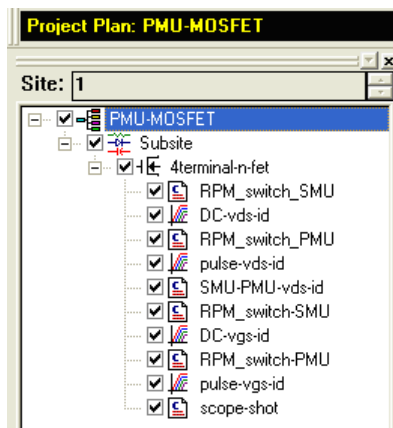 Project Plan: PMU-MOSFET
Site: 1
PMU-MOSFET
Subsite
4terminal-n-fet
RPM_switch_SMU
DC-vds-id
RPM_switch_PMU
pulse-vds-id
SMU-PMU-vds-id
RPM_switch-SMU
DC-vgs-id
RPM_switch-PMU
pulse-vgs-id
scope-shot